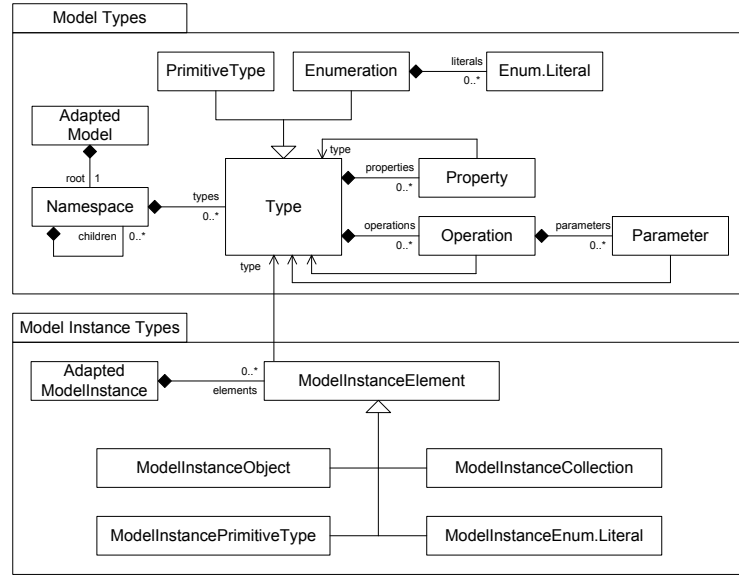 Model Types
PrimitiveType
Enumeration
literals
0..*
Enum.Literal
Adapted
Model
root
1
type
properties
0..*
Property
Namespace
types
0..*
Type
children
0..*
operations
0..*
Operation
parameters
0..*
Parameter
type
Model Instance Types
Adapted
ModelInstance
0..*
elements
ModelInstanceElement
ModelInstanceObject
ModelInstanceCollection
ModelInstancePrimitiveType
ModelInstanceEnum.Literal